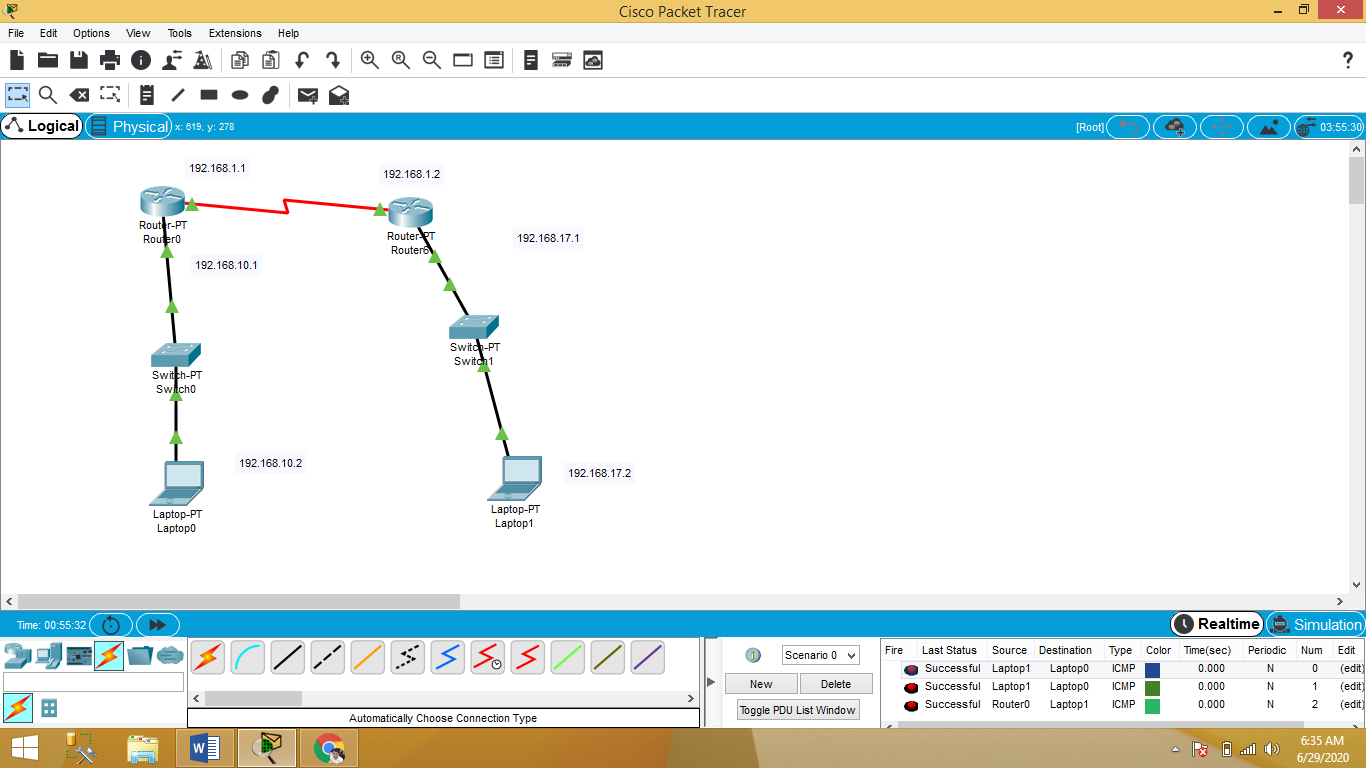 Cisco Packet Tracer
File Edit Options View Tools Extensions Help
?
Logical Physical x: 619, y: 278 [Root] 03:55:30
192.168.1.1
192.168.1.2
Router-PT
Router0
Router-PT
Router6
192.168.17.1
192.168.10.1
Switch-PT
Switch1
Switch-PT
Switch0
192.168.10.2
192.168.17.2
Laptop-PT
Laptop1
Laptop-PT
Laptop0
Time: 00:55:32 Realtime Simulation
Scenario 0
New Delete
Toggle PDU List Window
Automatically Choose Connection Type
Fire Last Status Source Destination Type Color Time(sec) Periodic Num Edit
Successful Laptop1 Laptop0 ICMP 0.000 N 0 (edit)
Successful Laptop1 Laptop0 ICMP 0.000 N 1 (edit)
Successful Router0 Laptop1 ICMP 0.000 N 2 (edit)
6:35 AM
6/29/2020